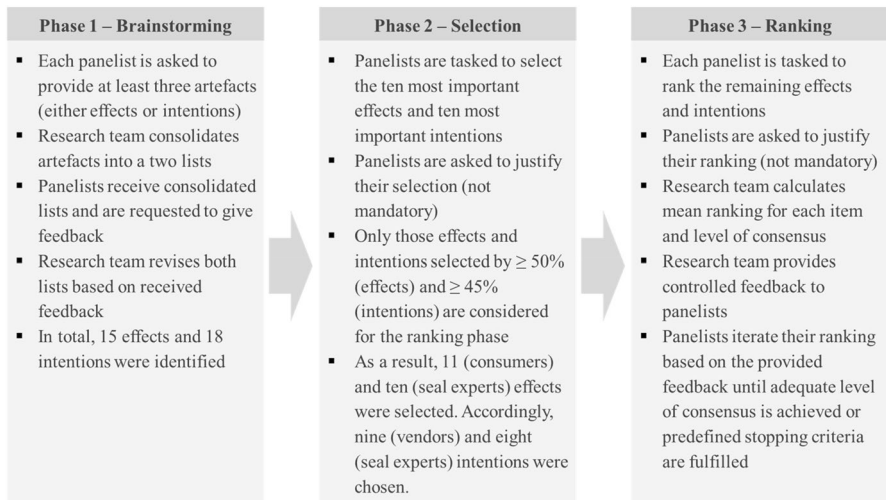 Phase 1 – Brainstorming
▪ Each panelist is asked to
provide at least three artefacts
(either effects or intentions)
▪ Research team consolidates
artefacts into a two lists
▪ Panelists receive consolidated
lists and are requested to give
feedback
▪ Research team revises both
lists based on received
feedback
▪ In total, 15 effects and 18
intentions were identified
Phase 2 – Selection
▪ Panelists are tasked to select
the ten most important
effects and ten most
important intentions
▪ Panelists are asked to justify
their selection (not
mandatory)
▪ Only those effects and
intentions selected by ≥ 50%
(effects) and ≥ 45%
(intentions) are considered
for the ranking phase
▪ As a result, 11 (consumers)
and ten (seal experts) effects
were selected. Accordingly,
nine (vendors) and eight
(seal experts) intentions were
chosen.
Phase 3 – Ranking
▪ Each panelist is tasked to
rank the remaining effects
and intentions
▪ Panelists are asked to justify
their ranking (not mandatory)
▪ Research team calculates
mean ranking for each item
and level of consensus
▪ Research team provides
controlled feedback to
panelists
▪ Panelists iterate their ranking
based on the provided
feedback until adequate level
of consensus is achieved or
predefined stopping criteria
are fulfilled